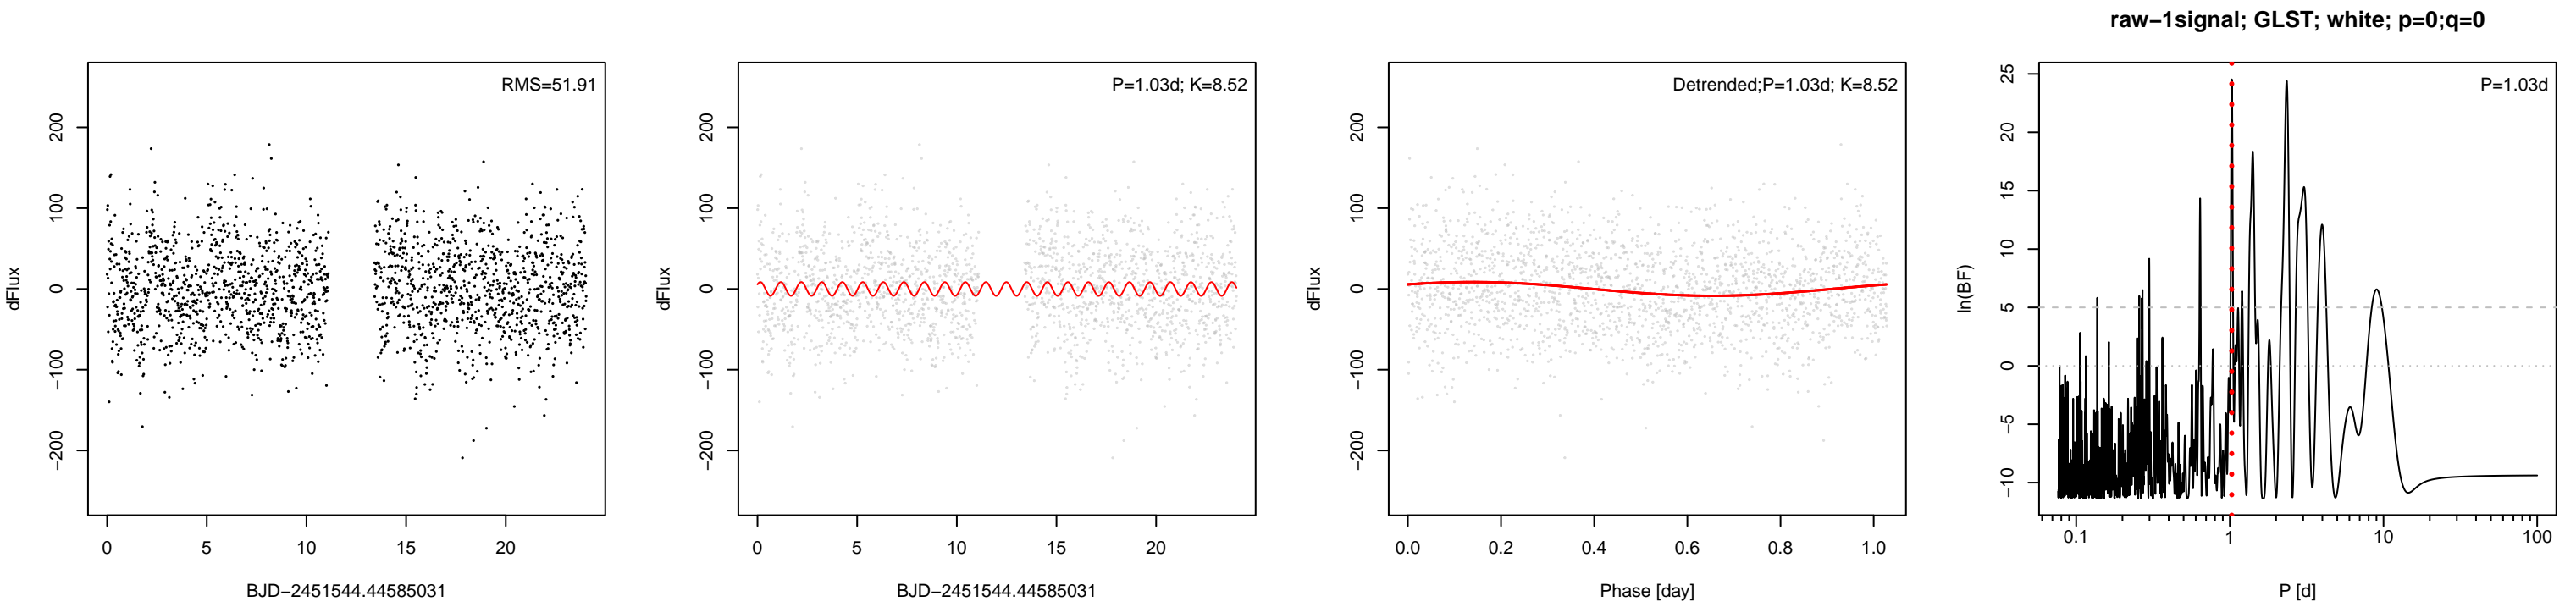 raw−1signal; GLST; white; p=0;q=0
RMS=51.91
dFlux
200
100
0
−100
−200
0 5 10 15 20
BJD−2451544.44585031
P=1.03d; K=8.52
dFlux
200
100
0
−100
−200
0 5 10 15 20
BJD−2451544.44585031
Detrended;P=1.03d; K=8.52
dFlux
200
100
0
−100
−200
0.0 0.2 0.4 0.6 0.8 1.0
Phase [day]
P=1.03d
ln(BF)
25
20
15
10
5
0
−5
−10
0.1 1 10 100
P [d]